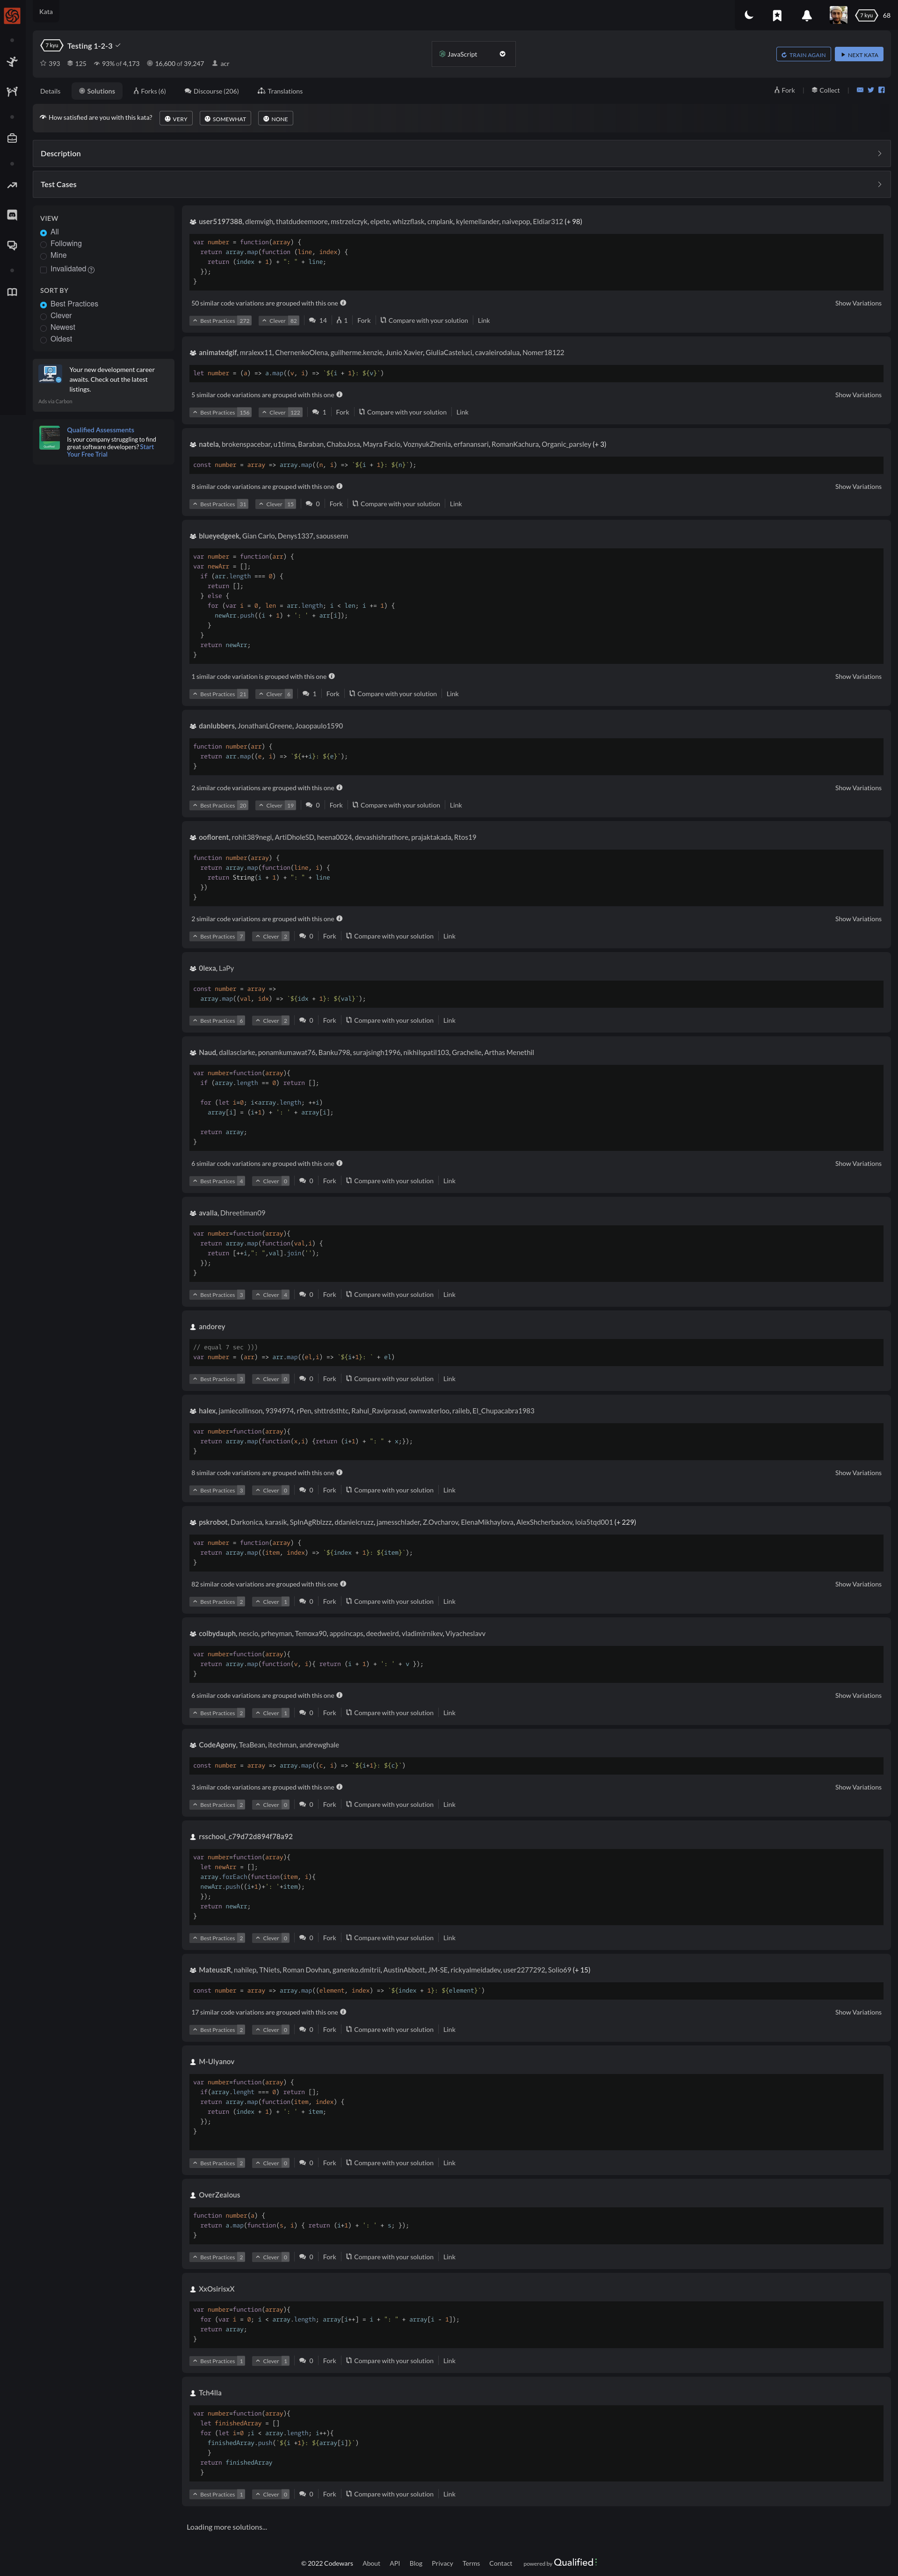 Kata
7 kyu 68
7 kyu Testing 1-2-3
393 125 93% of 4,173 16,600 of 39,247 acr
JavaScript
TRAIN AGAIN NEXT KATA
Details Solutions Forks (6) Discourse (206) Translations
Fork Collect
How satisfied are you with this kata? VERY SOMEWHAT NONE
Description
Test Cases
VIEW
All
Following
Mine
Invalidated
SORT BY
Best Practices
Clever
Newest
Oldest
Your new development career
awaits. Check out the latest
listings.
Ads via Carbon
Qualified Assessments
Is your company struggling to find
great software developers? Start
Your Free Trial
user5197388, dlemvigh, thatdudeemoore, mstrzelczyk, elpete, whizzflask, cmplank, kylemellander, naivepop, Eldiar312 (+ 98)
var number = function(array) {
return array.map(function (line, index) {
return (index + 1) + ": " + line;
});
}
50 similar code variations are grouped with this one Show Variations
Best Practices 272 Clever 82 14 1 Fork Compare with your solution Link
animatedgif, mralexx11, ChernenkoOlena, guilherme.kenzie, Junio Xavier, GiuliaCasteluci, cavaleirodalua, Nomer18122
let number = (a) => a.map((v, i) => `${i + 1}: ${v}`)
5 similar code variations are grouped with this one Show Variations
Best Practices 156 Clever 122 1 Fork Compare with your solution Link
natela, brokenspacebar, u1tima, Baraban, ChabaJosa, Mayra Facio, VoznyukZhenia, erfanansari, RomanKachura, Organic_parsley (+ 3)
const number = array => array.map((n, i) => `${i + 1}: ${n}`);
8 similar code variations are grouped with this one Show Variations
Best Practices 31 Clever 15 0 Fork Compare with your solution Link
blueyedgeek, Gian Carlo, Denys1337, saoussenn
var number = function(arr) {
var newArr = [];
if (arr.length === 0) {
return [];
} else {
for (var i = 0, len = arr.length; i < len; i += 1) {
newArr.push((i + 1) + ': ' + arr[i]);
}
}
return newArr;
}
1 similar code variation is grouped with this one Show Variations
Best Practices 21 Clever 6 1 Fork Compare with your solution Link
danlubbers, JonathanLGreene, Joaopaulo1590
function number(arr) {
return arr.map((e, i) => `${++i}: ${e}`);
}
2 similar code variations are grouped with this one Show Variations
Best Practices 20 Clever 19 0 Fork Compare with your solution Link
ooflorent, rohit389negi, ArtiDholeSD, heena0024, devashishrathore, prajaktakada, Rtos19
function number(array) {
return array.map(function(line, i) {
return String(i + 1) + ": " + line
})
}
2 similar code variations are grouped with this one Show Variations
Best Practices 7 Clever 2 0 Fork Compare with your solution Link
0lexa, LaPy
const number = array =>
array.map((val, idx) => `${idx + 1}: ${val}`);
Best Practices 6 Clever 2 0 Fork Compare with your solution Link
Naud, dallasclarke, ponamkumawat76, Banku798, surajsingh1996, nikhilspatil103, Grachelle, Arthas Menethil
var number=function(array){
if (array.length == 0) return [];
for (let i=0; i<array.length; ++i)
array[i] = (i+1) + ': ' + array[i];
return array;
}
6 similar code variations are grouped with this one Show Variations
Best Practices 4 Clever 0 0 Fork Compare with your solution Link
avalla, Dhreetiman09
var number=function(array){
return array.map(function(val,i) {
return [++i,": ",val].join('');
});
}
Best Practices 3 Clever 4 0 Fork Compare with your solution Link
andorey
// equal 7 sec )))
var number = (arr) => arr.map((el,i) => `${i+1}: ` + el)
Best Practices 3 Clever 0 0 Fork Compare with your solution Link
halex, jamiecollinson, 9394974, rPen, shttrdsthtc, Rahul_Raviprasad, ownwaterloo, raileb, El_Chupacabra1983
var number=function(array){
return array.map(function(x,i) {return (i+1) + ": " + x;});
}
8 similar code variations are grouped with this one Show Variations
Best Practices 3 Clever 0 0 Fork Compare with your solution Link
pskrobot, Darkonica, karasik, SpInAgRbIzzz, ddanielcruzz, jamesschlader, Z.Ovcharov, ElenaMikhaylova, AlexShcherbackov, loia5tqd001 (+ 229)
var number = function(array) {
return array.map((item, index) => `${index + 1}: ${item}`);
}
82 similar code variations are grouped with this one Show Variations
Best Practices 2 Clever 1 0 Fork Compare with your solution Link
colbydauph, nescio, prheyman, Temoxa90, appsincaps, deedweird, vladimirnikev, Viyacheslavv
var number=function(array){
return array.map(function(v, i){ return (i + 1) + ': ' + v });
}
6 similar code variations are grouped with this one Show Variations
Best Practices 2 Clever 1 0 Fork Compare with your solution Link
CodeAgony, TeaBean, itechman, andrewghale
const number = array => array.map((c, i) => `${i+1}: ${c}`)
3 similar code variations are grouped with this one Show Variations
Best Practices 2 Clever 0 0 Fork Compare with your solution Link
rsschool_c79d72d894f78a92
var number=function(array){
let newArr = [];
array.forEach(function(item, i){
newArr.push((i+1)+': '+item);
});
return newArr;
}
Best Practices 2 Clever 0 0 Fork Compare with your solution Link
MateuszR, nahilep, TNiets, Roman Dovhan, ganenko.dmitrii, AustinAbbott, JM-SE, rickyalmeidadev, user2277292, Solio69 (+ 15)
const number = array => array.map((element, index) => `${index + 1}: ${element}`)
17 similar code variations are grouped with this one Show Variations
Best Practices 2 Clever 0 0 Fork Compare with your solution Link
M-Ulyanov
var number=function(array) {
if(array.lenght === 0) return [];
return array.map(function(item, index) {
return (index + 1) + ': ' + item;
});
}
Best Practices 2 Clever 0 0 Fork Compare with your solution Link
OverZealous
function number(a) {
return a.map(function(s, i) { return (i+1) + ': ' + s; });
}
Best Practices 2 Clever 0 0 Fork Compare with your solution Link
XxOsirisxX
var number=function(array){
for (var i = 0; i < array.length; array[i++] = i + ": " + array[i - 1]);
return array;
}
Best Practices 1 Clever 1 0 Fork Compare with your solution Link
Tch4lla
var number=function(array){
let finishedArray = []
for (let i=0 ;i < array.length; i++){
finishedArray.push(`${i +1}: ${array[i]}`)
}
return finishedArray
}
Best Practices 1 Clever 0 0 Fork Compare with your solution Link
Loading more solutions...
© 2022 Codewars About API Blog Privacy Terms Contact powered by Qualified